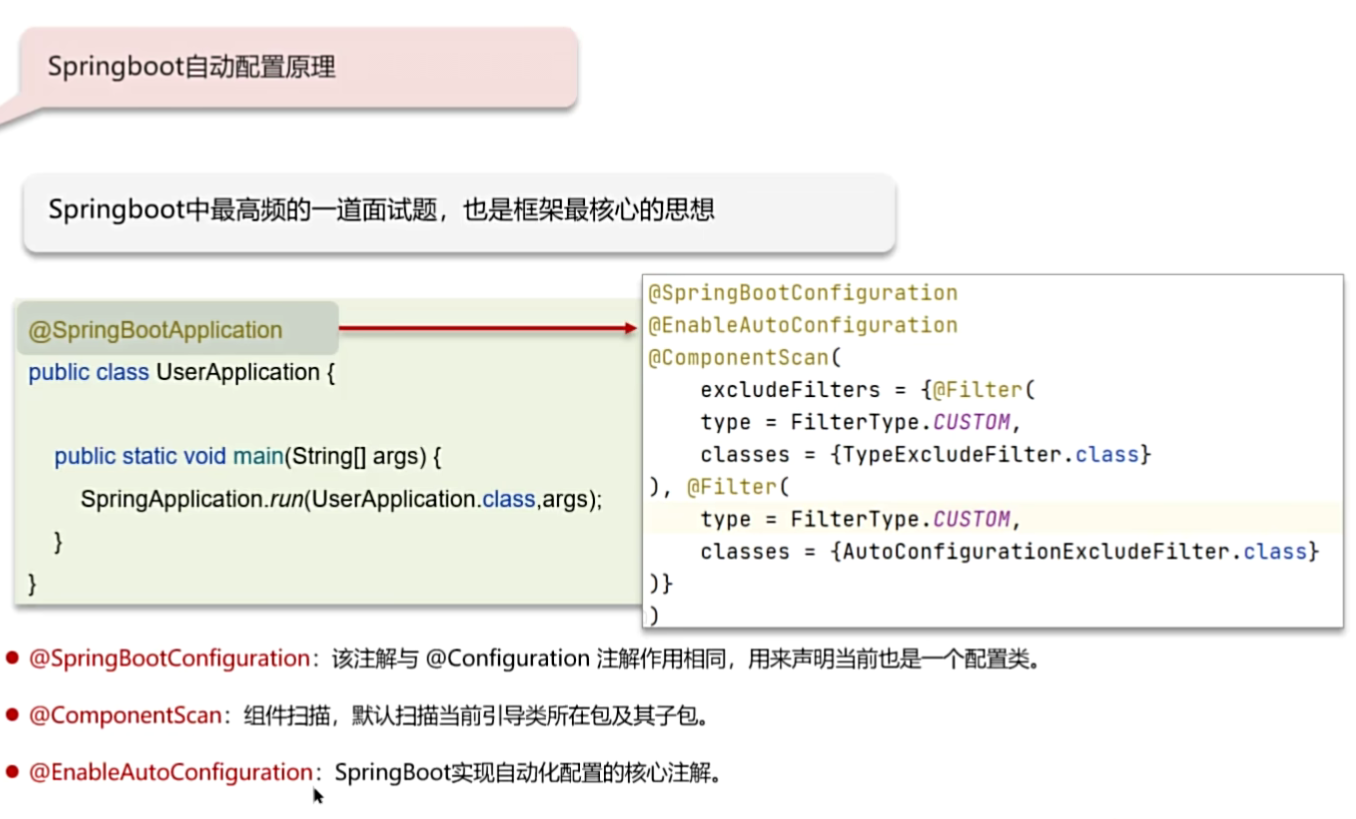 Springboot自动配置原理
Springboot中最高频的一道面试题，也是框架最核心的思想
@SpringBootApplication
public class UserApplication {
public static void main(String[] args) {
SpringApplication.run(UserApplication.class,args);
}
}
@SpringBootConfiguration
@EnableAutoConfiguration
@ComponentScan(
excludeFilters = {@Filter(
type = FilterType.CUSTOM,
classes = {TypeExcludeFilter.class}
), @Filter(
type = FilterType.CUSTOM,
classes = {AutoConfigurationExcludeFilter.class}
)}
)
● @SpringBootConfiguration：该注解与 @Configuration 注解作用相同，用来声明当前也是一个配置类。
● @ComponentScan：组件扫描，默认扫描当前引导类所在包及其子包。
● @EnableAutoConfiguration：SpringBoot实现自动化配置的核心注解。